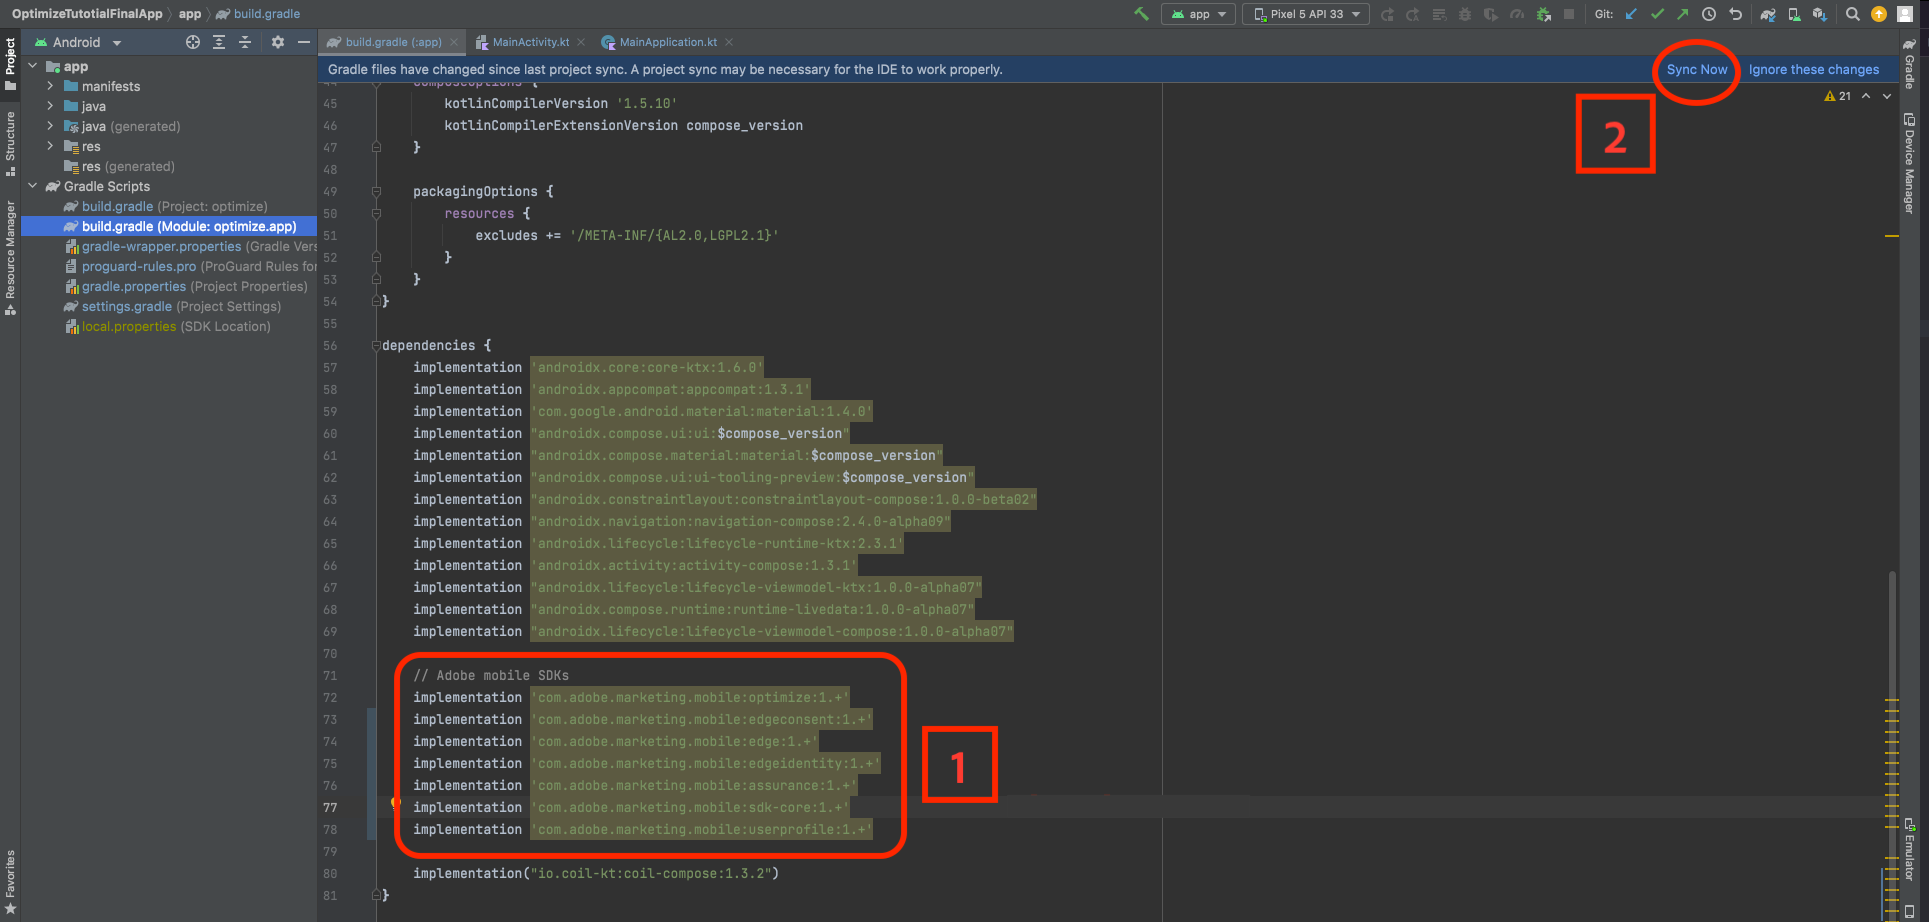 OptimizeTutotialFinalApp app build.gradle
app Pixel 5 API 33 Git:
Android
build.gradle (:app) MainActivity.kt MainApplication.kt
Gradle files have changed since last project sync. A project sync may be necessary for the IDE to work properly. Sync Now Ignore these changes
21
2
Project
Structure
Resource Manager
Favorites
app
manifests
java
java (generated)
res
res (generated)
Gradle Scripts
build.gradle (Project: optimize)
build.gradle (Module: optimize.app)
gradle-wrapper.properties (Gradle Vers
proguard-rules.pro (ProGuard Rules for
gradle.properties (Project Properties)
settings.gradle (Project Settings)
local.properties (SDK Location)
44 composeOptions {
45 kotlinCompilerVersion '1.5.10'
46 kotlinCompilerExtensionVersion compose_version
47 }
48
49 packagingOptions {
50 resources {
51 excludes += '/META-INF/{AL2.0,LGPL2.1}'
52 }
53 }
54 }
55
56 dependencies {
57 implementation 'androidx.core:core-ktx:1.6.0'
58 implementation 'androidx.appcompat:appcompat:1.3.1'
59 implementation 'com.google.android.material:material:1.4.0'
60 implementation "androidx.compose.ui:ui:$compose_version"
61 implementation "androidx.compose.material:material:$compose_version"
62 implementation "androidx.compose.ui:ui-tooling-preview:$compose_version"
63 implementation "androidx.constraintlayout:constraintlayout-compose:1.0.0-beta02"
64 implementation "androidx.navigation:navigation-compose:2.4.0-alpha09"
65 implementation 'androidx.lifecycle:lifecycle-runtime-ktx:2.3.1'
66 implementation 'androidx.activity:activity-compose:1.3.1'
67 implementation "androidx.lifecycle:lifecycle-viewmodel-ktx:1.0.0-alpha07"
68 implementation "androidx.compose.runtime:runtime-livedata:1.0.0-alpha07"
69 implementation "androidx.lifecycle:lifecycle-viewmodel-compose:1.0.0-alpha07"
70
71 // Adobe mobile SDKs
72 implementation 'com.adobe.marketing.mobile:optimize:1.+'
73 implementation 'com.adobe.marketing.mobile:edgeconsent:1.+'
74 implementation 'com.adobe.marketing.mobile:edge:1.+'
75 implementation 'com.adobe.marketing.mobile:edgeidentity:1.+'
76 implementation 'com.adobe.marketing.mobile:assurance:1.+'
77 implementation 'com.adobe.marketing.mobile:sdk-core:1.+'
78 implementation 'com.adobe.marketing.mobile:userprofile:1.+'
79
80 implementation("io.coil-kt:coil-compose:1.3.2")
81 }
1
Gradle
Device Manager
Emulator